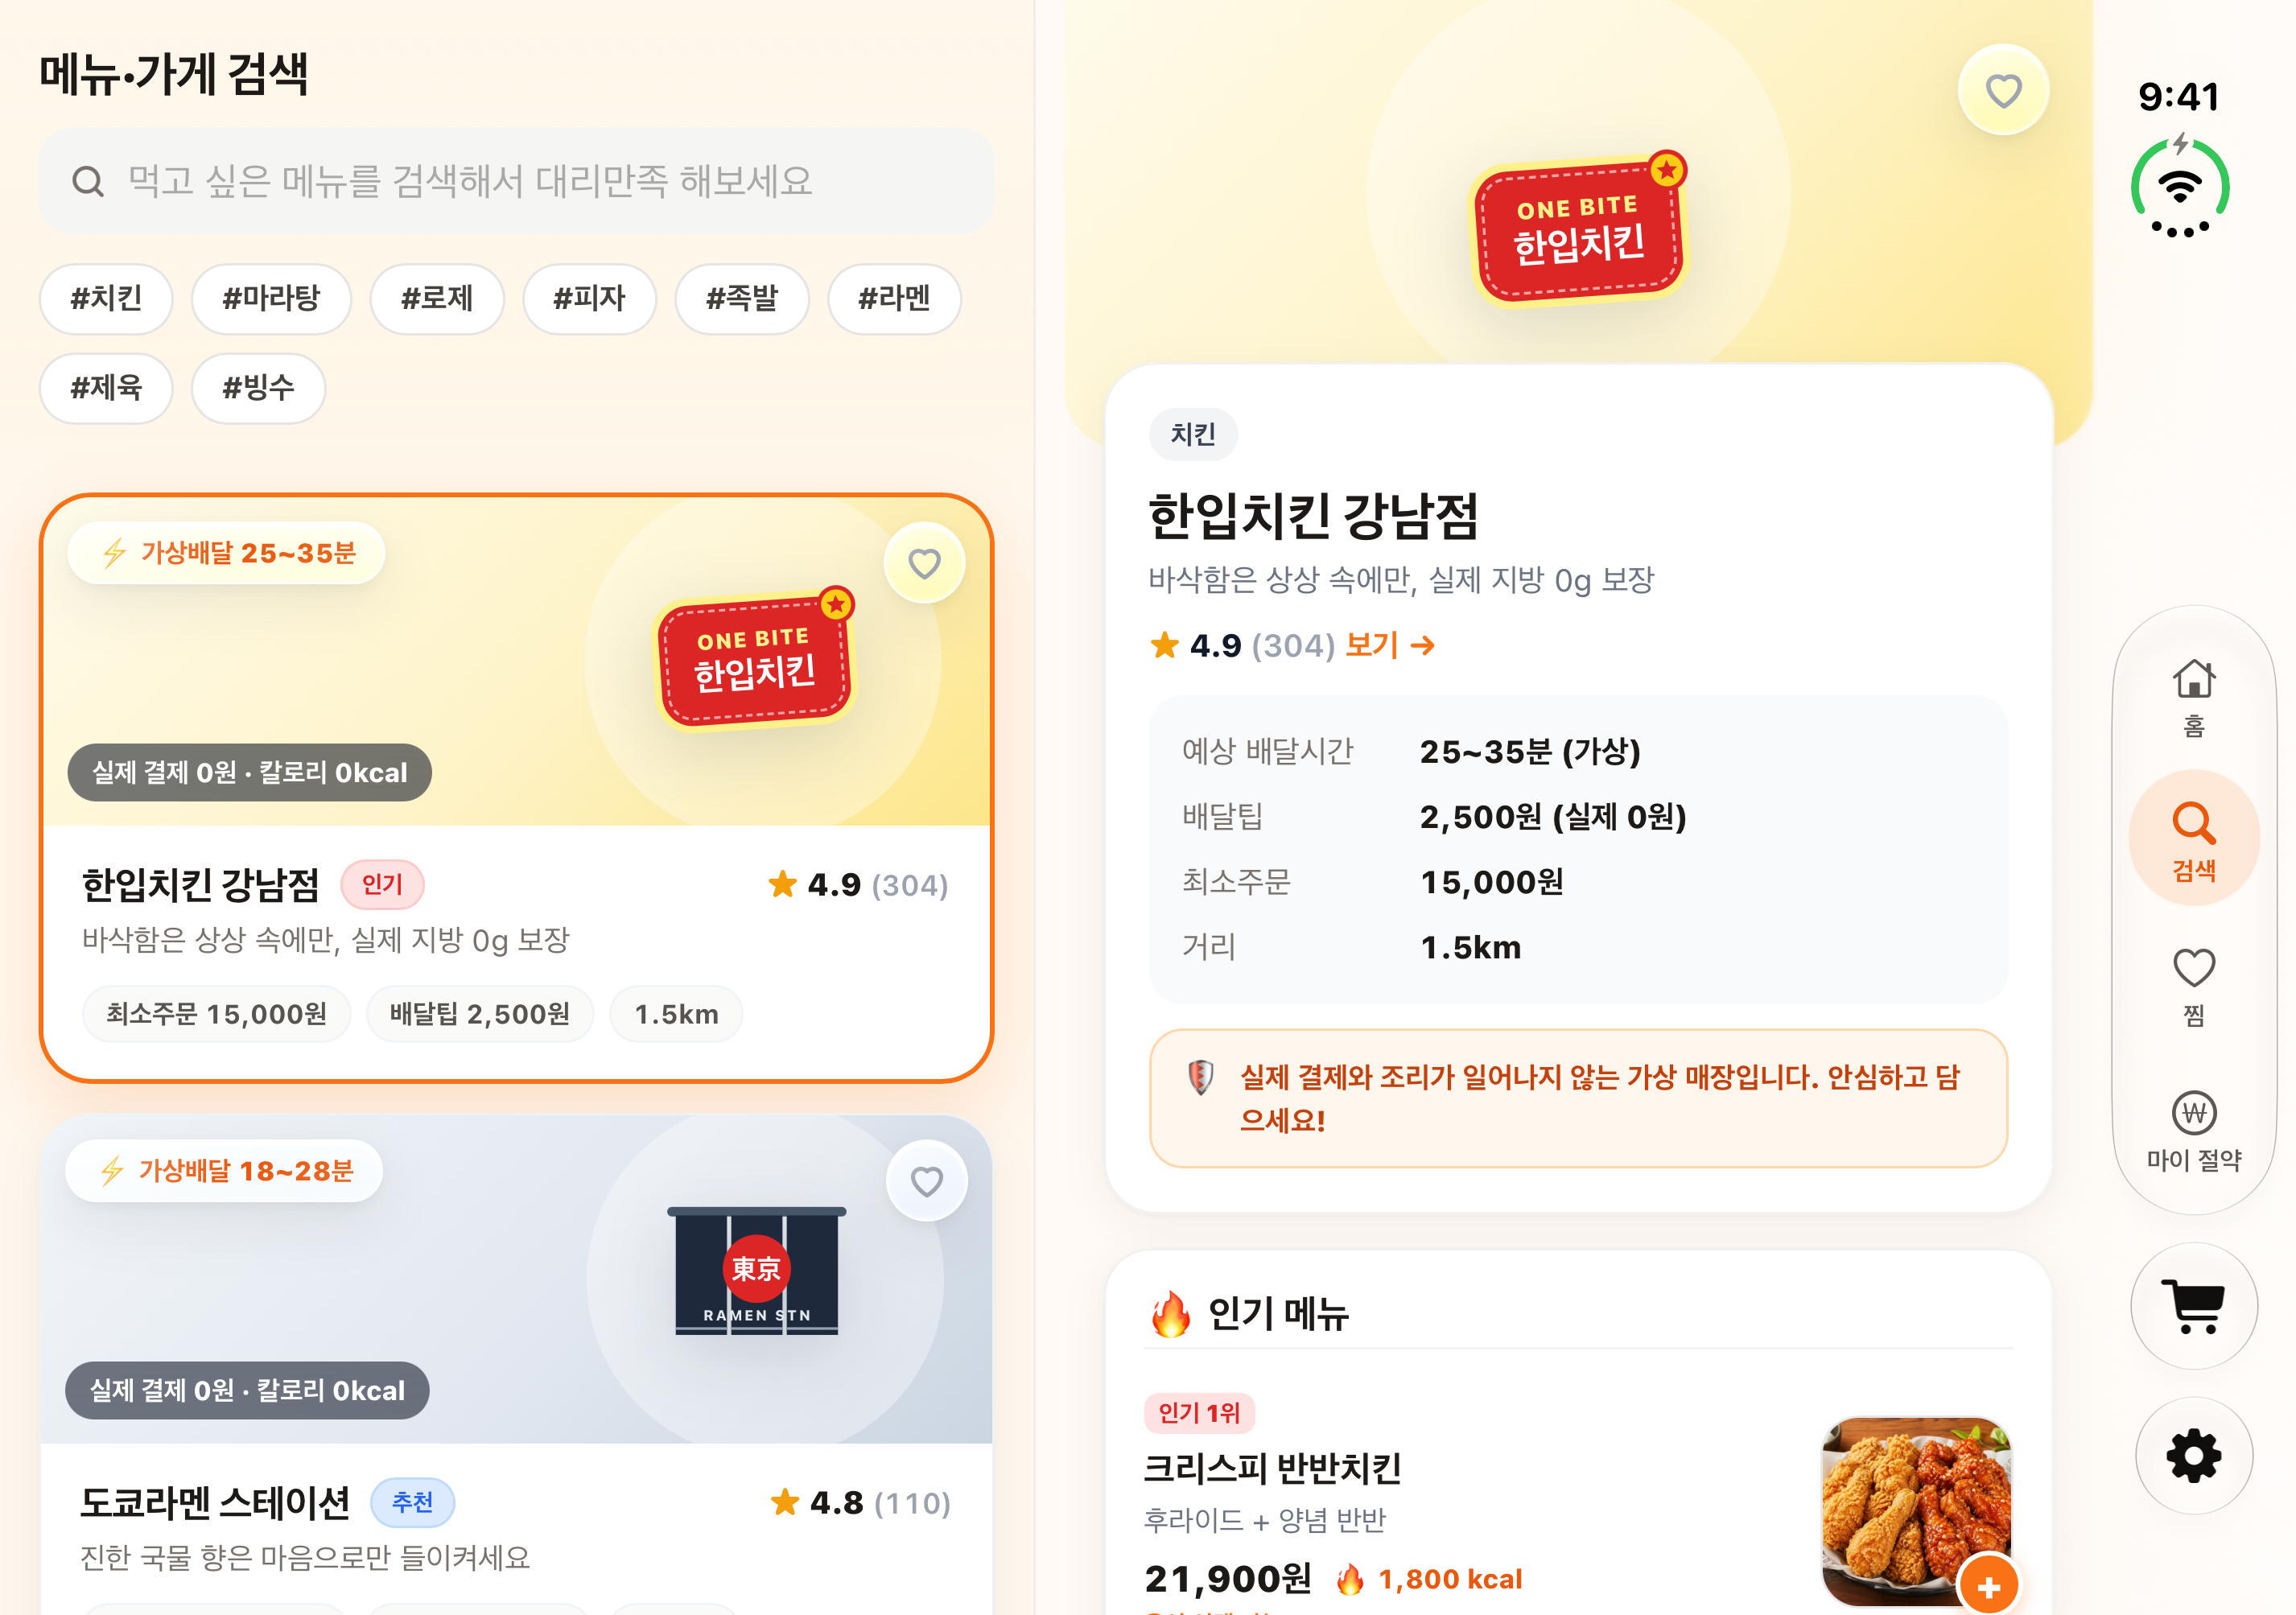 메뉴·가게 검색
먹고 싶은 메뉴를 검색해서 대리만족 해보세요
#치킨 #마라탕 #로제 #피자 #족발 #라멘
#제육 #빙수
가상배달 25~35분
ONE BITE
한입치킨
실제 결제 0원 · 칼로리 0kcal
한입치킨 강남점 인기 4.9 (304)
바삭함은 상상 속에만, 실제 지방 0g 보장
최소주문 15,000원 배달팁 2,500원 1.5km
가상배달 18~28분
東京
RAMEN STN
실제 결제 0원 · 칼로리 0kcal
도쿄라멘 스테이션 추천 4.8 (110)
진한 국물 향은 마음으로만 들이켜세요
ONE BITE
한입치킨
치킨
한입치킨 강남점
바삭함은 상상 속에만, 실제 지방 0g 보장
4.9 (304) 보기 →
예상 배달시간 25~35분 (가상)
배달팁 2,500원 (실제 0원)
최소주문 15,000원
거리 1.5km
실제 결제와 조리가 일어나지 않는 가상 매장입니다. 안심하고 담
으세요!
인기 메뉴
인기 1위
크리스피 반반치킨
후라이드 + 양념 반반
21,900원 1,800 kcal
9:41
홈
검색
찜
마이 절약